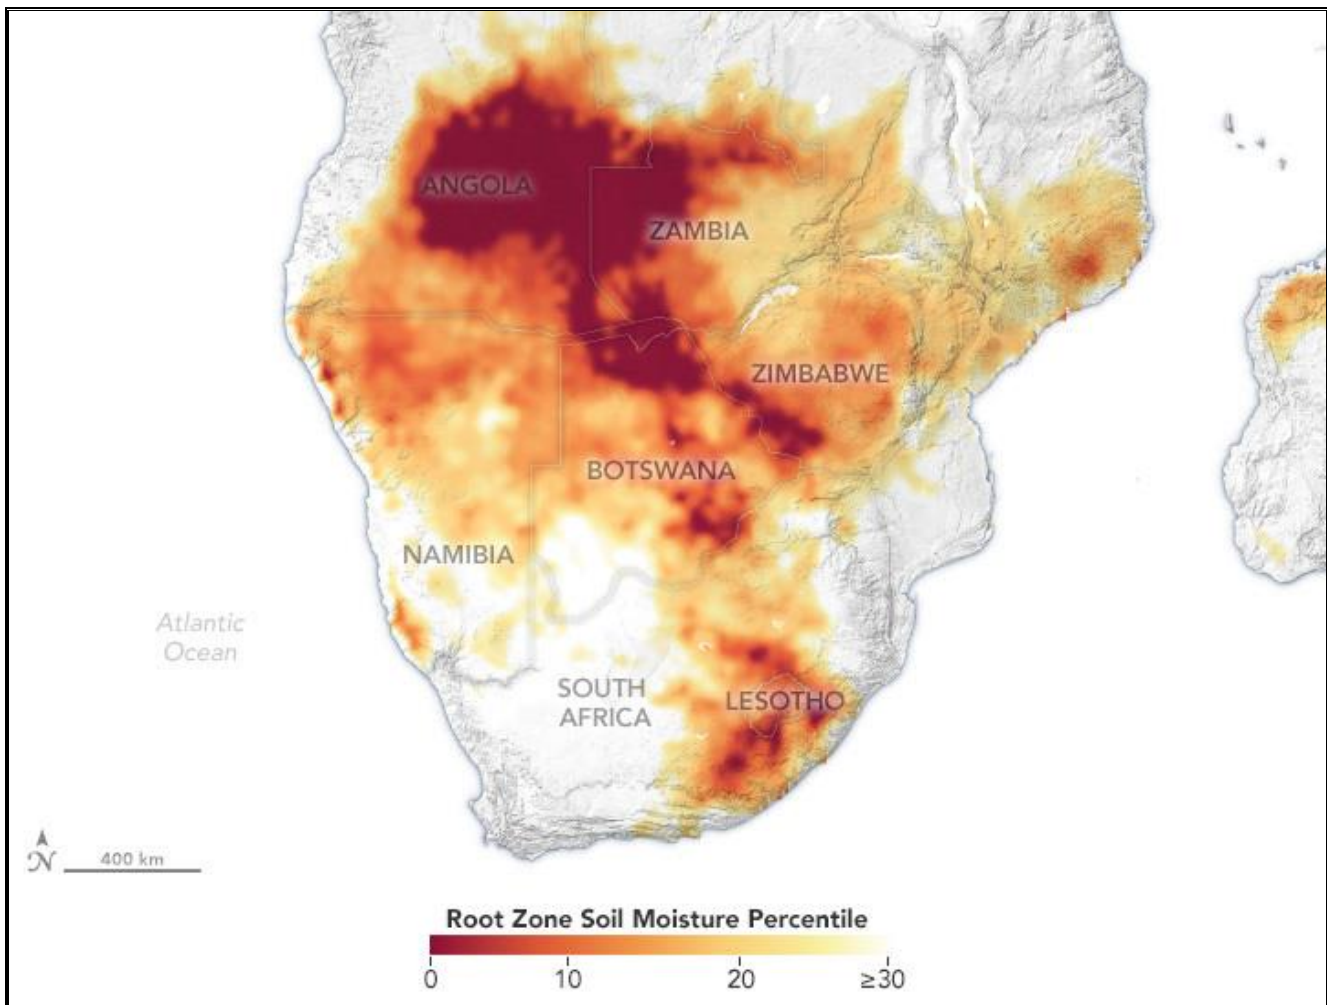 ANGOLA
ZAMBIA
ZIMBABWE
BOTSWANA
NAMIBIA
Atlantic
Ocean
SOUTH
AFRICA
LESOTHO
N
400 km
Root Zone Soil Moisture Percentile
0 10 20 ≥30